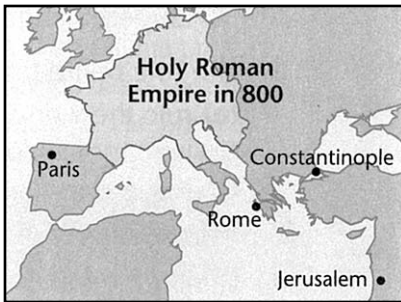 Holy Roman
Empire in 800
Constantinople
Paris
Rome
Jerusalem